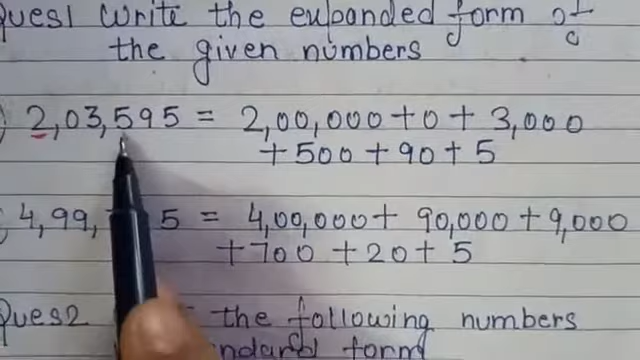 Ques1 Write the expanded form of
the given numbers
) 2,03,595 = 2,00,000 + 0 + 3,000
+ 500 + 90 + 5
) 4,99, 5 = 4,00,000 + 90,000 + 9,000
+ 700 + 20 + 5
Ques2 the following numbers
form